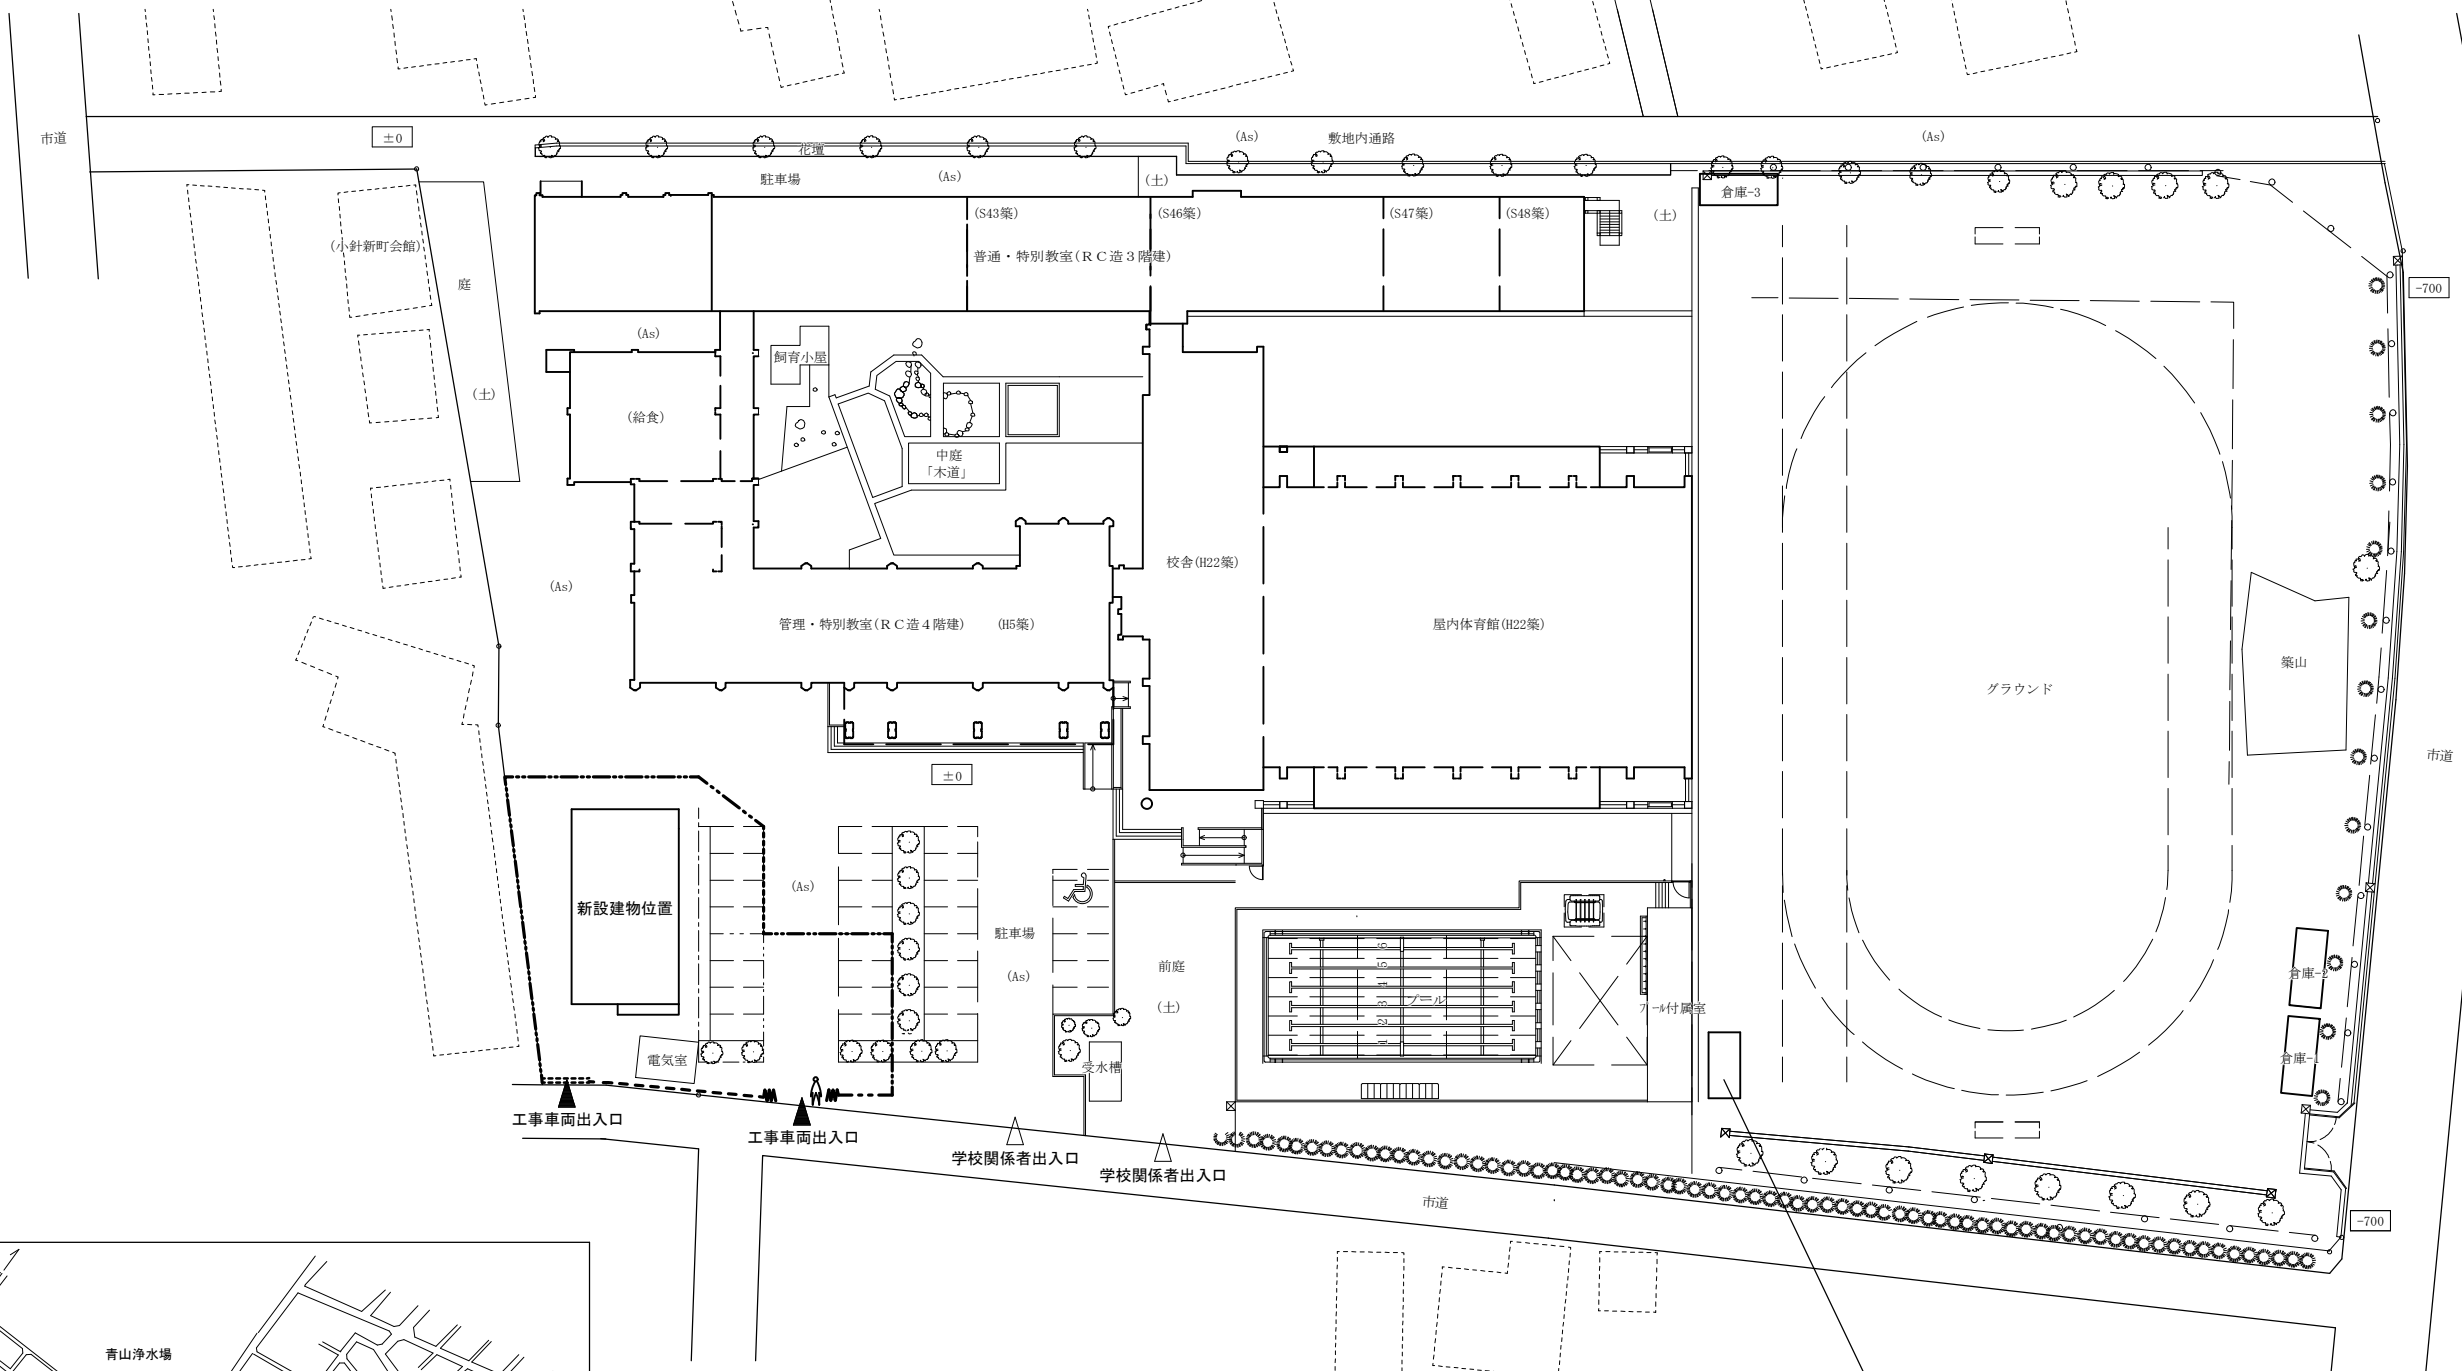 市道
±0
花壇
(As)
敷地内通路
(As)
駐車場
(As)
(土)
倉庫-3
(S43築)
(S46築)
(S47築)
(S48築)
(土)
(小針新町会館)
普通・特別教室(RC造3階建)
庭
-700
(As)
飼育小屋
(土)
(給食)
中庭
「木道」
校舎(H22築)
(As)
管理・特別教室(RC造4階建)
(H5築)
屋内体育館(H22築)
築山
グラウンド
市道
±0
(As)
新設建物位置
駐車場
(As)
前庭
(土)
6
5
4
3
2
1
プール
プール付属室
倉庫-2
倉庫-1
電気室
受水槽
工事車両出入口
工事車両出入口
学校関係者出入口
学校関係者出入口
市道
-700
青山浄水場